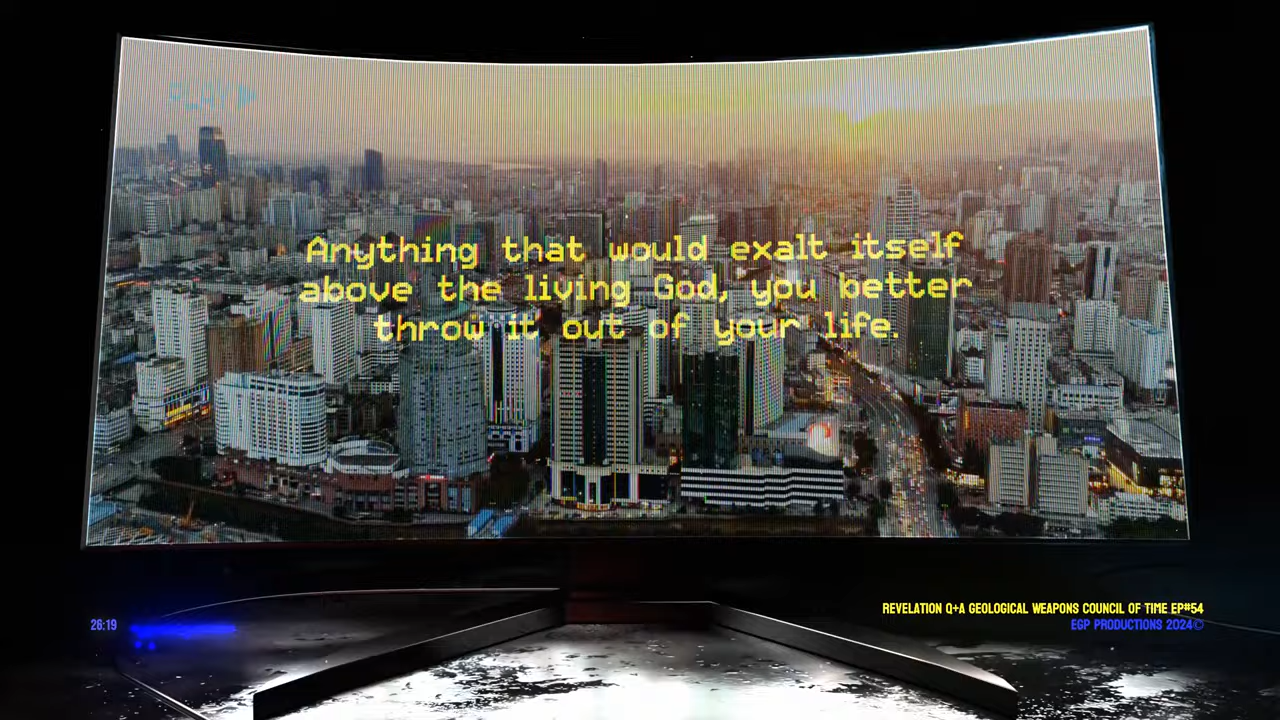 PLAY
Anything that would exalt itself
above the living God, you better
throw it out of your life.
26:19
REVELATION Q+A GEOLOGICAL WEAPONS COUNCIL OF TIME EP#54
EGP PRODUCTIONS 2024©